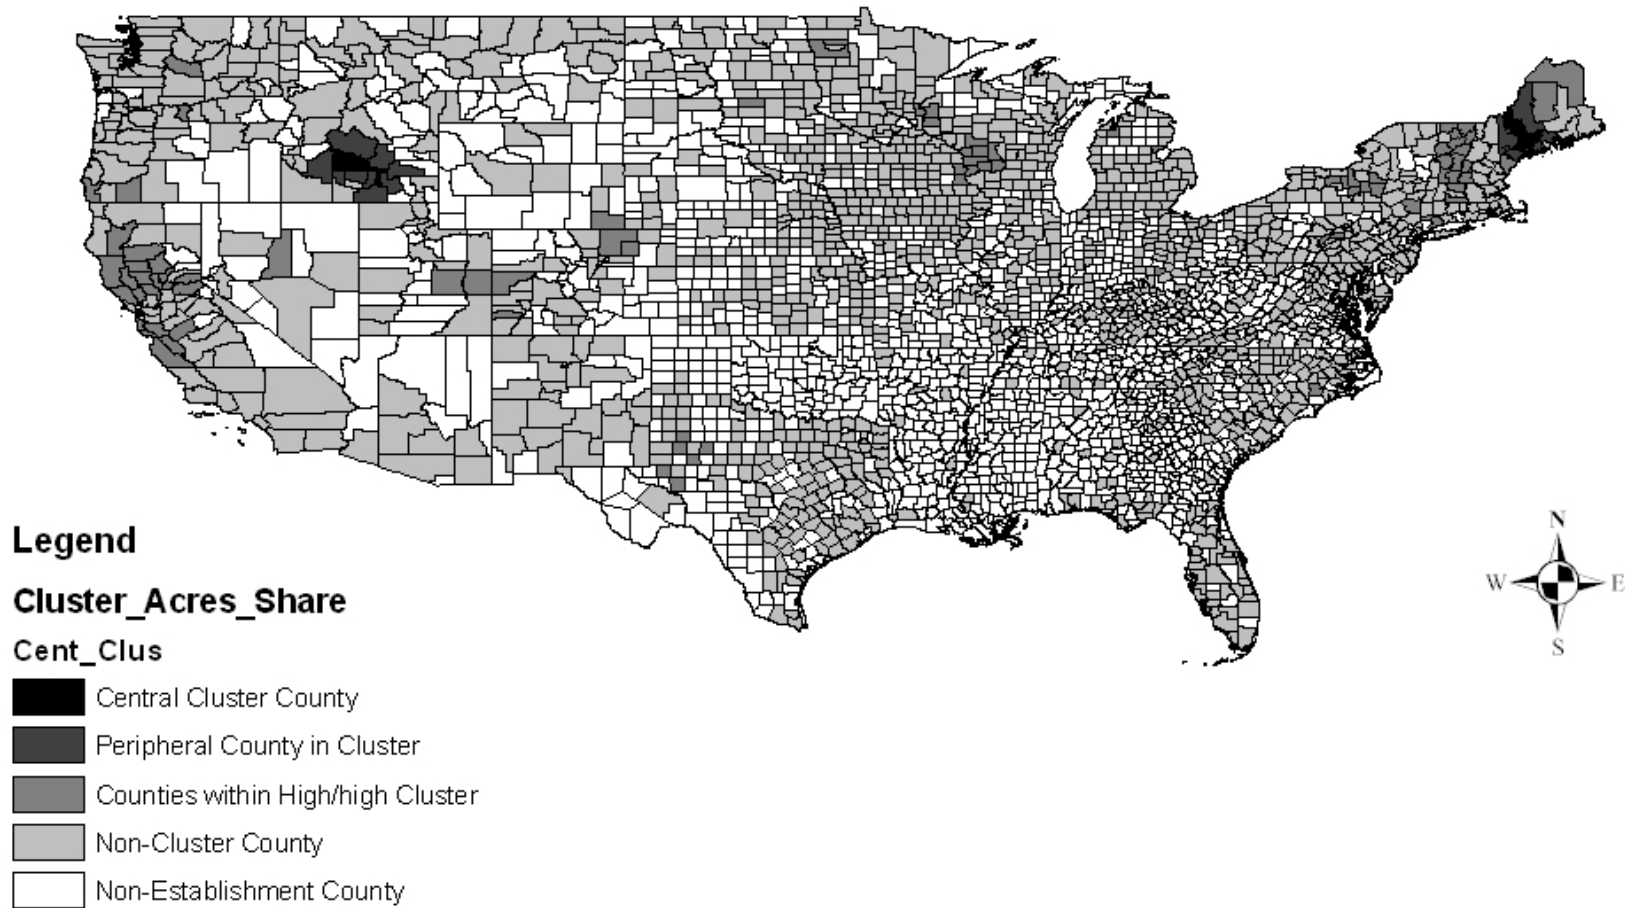 Legend
Cluster_Acres_Share
Cent_Clus
Central Cluster County
Peripheral County in Cluster
Counties within High/high Cluster
Non-Cluster County
Non-Establishment County
N
W E
S